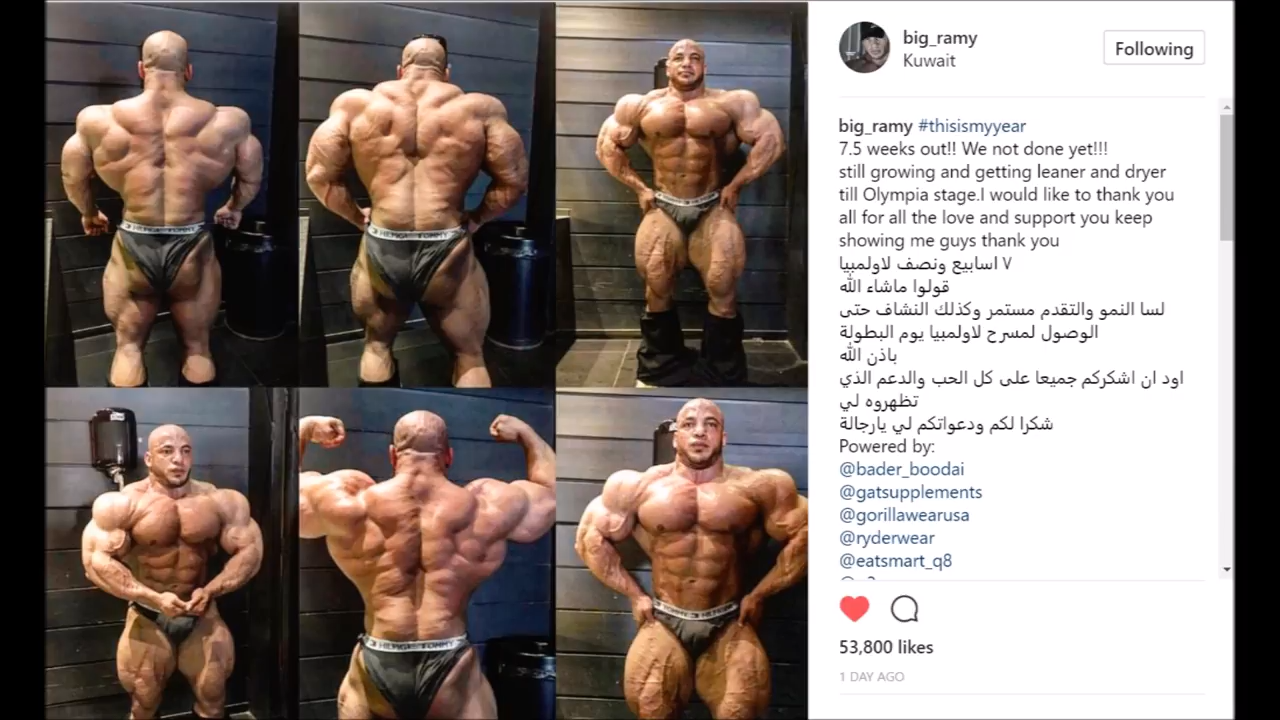 big_ramy
Kuwait
Following
big_ramy #thisismyyear
7.5 weeks out!! We not done yet!!!
still growing and getting leaner and dryer
till Olympia stage.I would like to thank you
all for all the love and support you keep
showing me guys thank you
٧ اسابيع ونصف لاولمبيا
قولوا ماشاء الله
لسا النمو والتقدم مستمر وكذلك النشاف حتى
الوصول لمسرح لاولمبيا يوم البطولة
باذن الله
اود ان اشكركم جميعا على كل الحب والدعم الذي
تظهروه لي
شكرا لكم ودعواتكم لي يارجالة
Powered by:
@bader_boodai
@gatsupplements
@gorillawearusa
@ryderwear
@eatsmart_q8
53,800 likes
1 DAY AGO